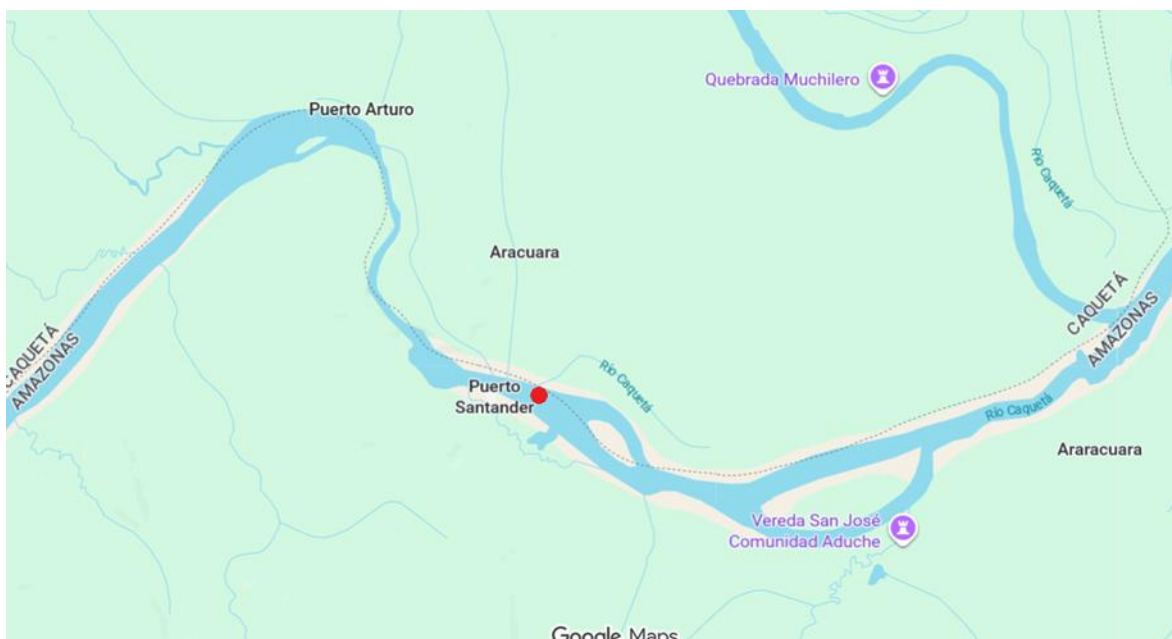 Quebrada Muchilero
Puerto Arturo
Río Caquetá
Aracuara
CAQUETÁ
AMAZONAS
CAQUETÁ
AMAZONAS
Puerto
Santander
Río Caquetá
Río Caquetá
Araracuara
Vereda San José
Comunidad Aduche
Google Maps